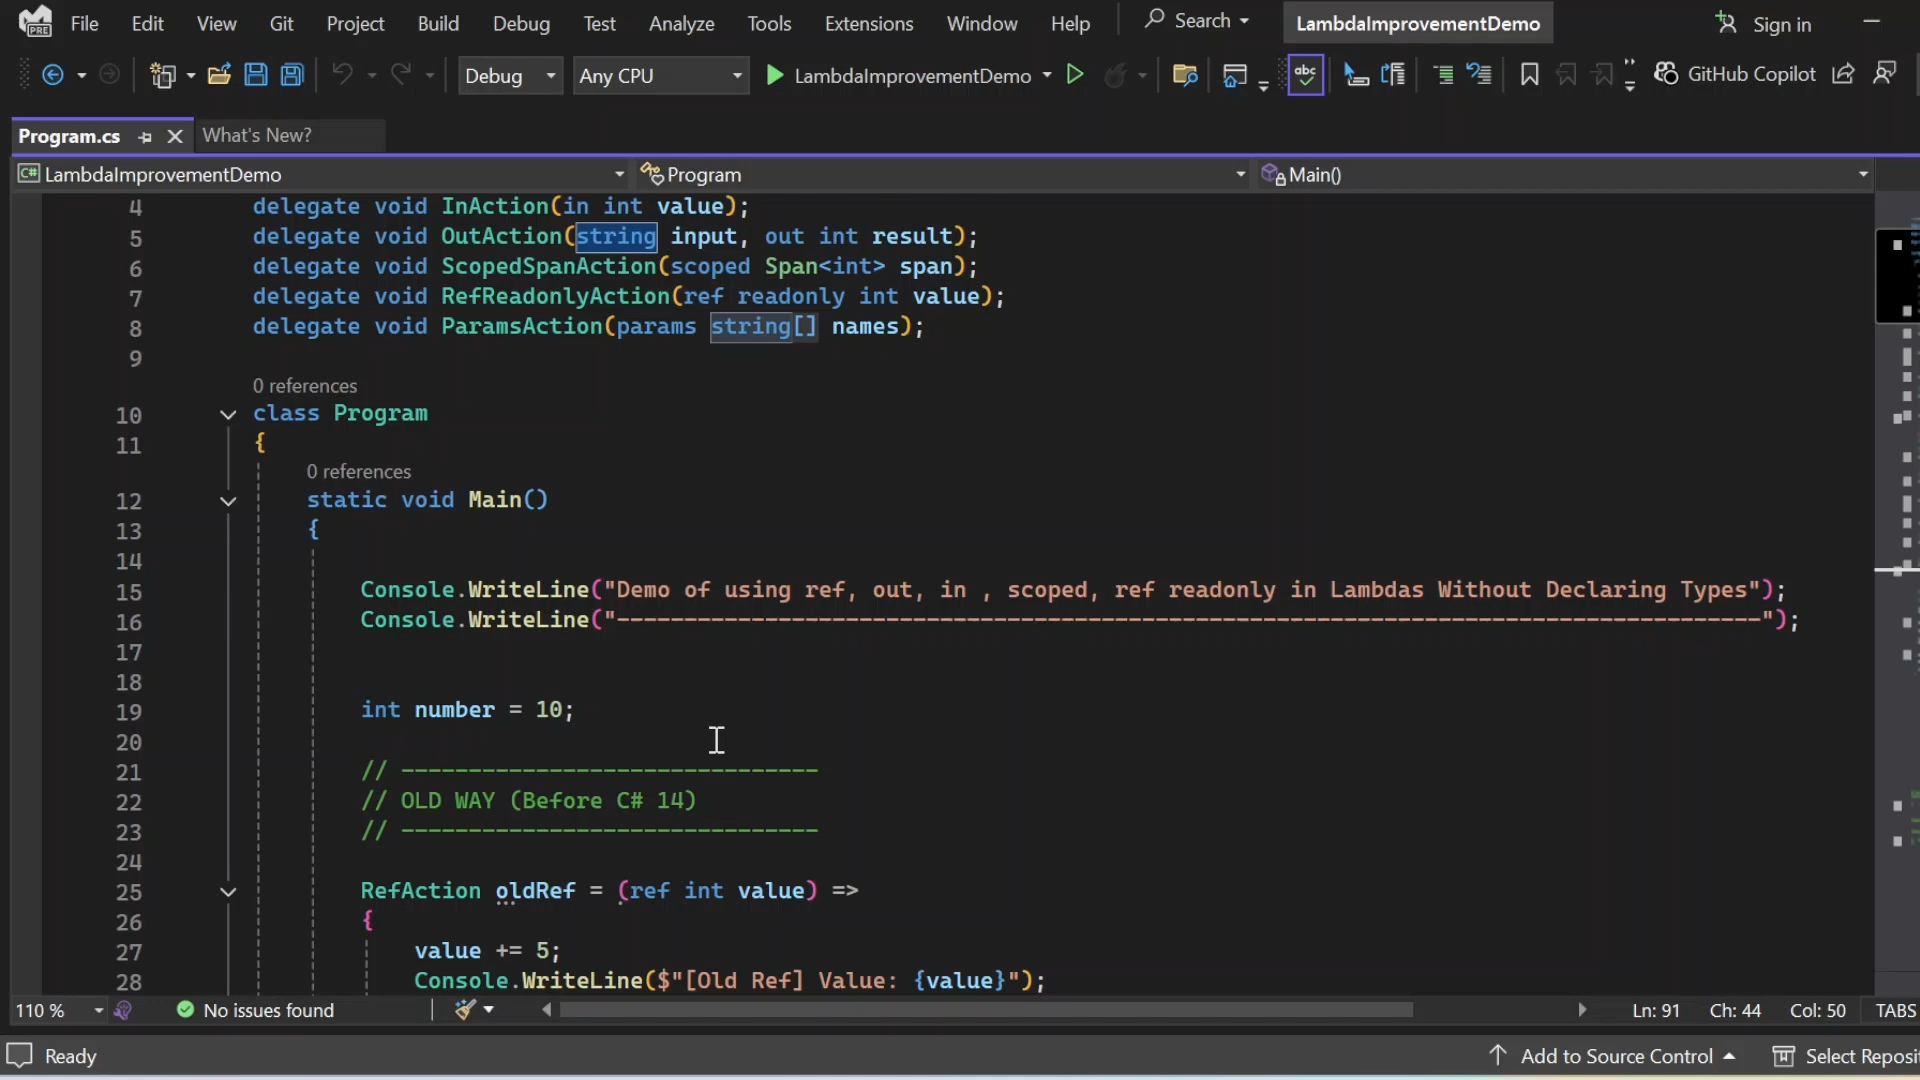 File Edit View Git Project Build Debug Test Analyze Tools Extensions Window Help Search LambdaImprovementDemo Sign in
PRE
Debug Any CPU LambdaImprovementDemo abc GitHub Copilot
Program.cs What's New?
C# LambdaImprovementDemo Program Main()
4 delegate void InAction(in int value);
5 delegate void OutAction(string input, out int result);
6 delegate void ScopedSpanAction(scoped Span<int> span);
7 delegate void RefReadonlyAction(ref readonly int value);
8 delegate void ParamsAction(params string[] names);
9
0 references
10 class Program
11 {
0 references
12 static void Main()
13 {
14
15 Console.WriteLine("Demo of using ref, out, in , scoped, ref readonly in Lambdas Without Declaring Types");
16 Console.WriteLine("-------------------------------------------------------------------------------------");
17
18
19 int number = 10;
20
21 // -------------------------------
22 // OLD WAY (Before C# 14)
23 // -------------------------------
24
25 RefAction oldRef = (ref int value) =>
26 {
27 value += 5;
28 Console.WriteLine($"[Old Ref] Value: {value}");
110 % No issues found Ln: 91 Ch: 44 Col: 50 TABS
Ready Add to Source Control Select Reposit